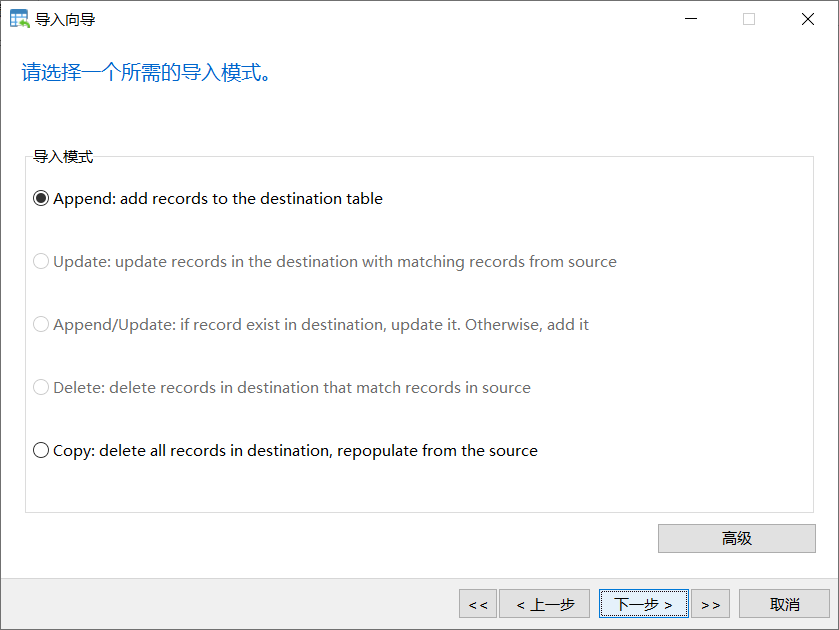 导入向导
请选择一个所需的导入模式。
导入模式
Append: add records to the destination table
Update: update records in the destination with matching records from source
Append/Update: if record exist in destination, update it. Otherwise, add it
Delete: delete records in destination that match records in source
Copy: delete all records in destination, repopulate from the source
高级
<< < 上一步 下一步 > >> 取消